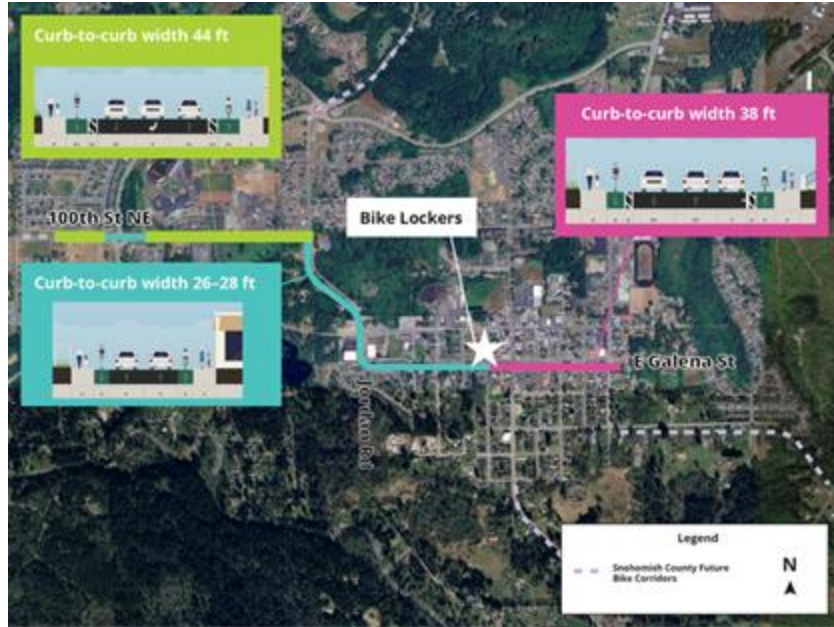 Curb-to-curb width 44 ft
Curb-to-curb width 38 ft
100th St NE
Bike Lockers
Curb-to-curb width 26–28 ft
E Galena St
Jordan Rd
Legend
Snohomish County Future
Bike Corridors
N